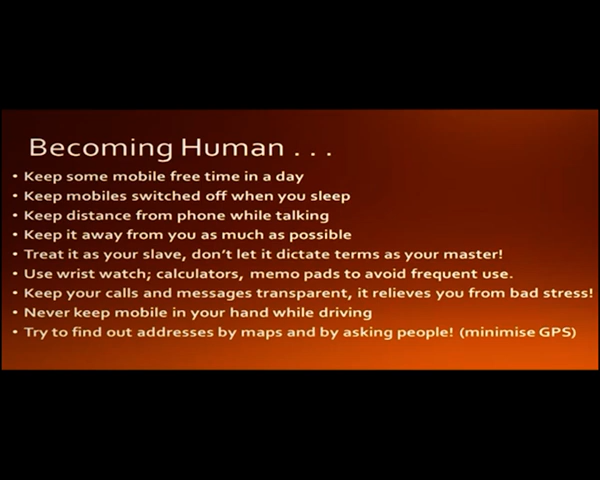 Becoming Human . . .
• Keep some mobile free time in a day
• Keep mobiles switched off when you sleep
• Keep distance from phone while talking
• Keep it away from you as much as possible
• Treat it as your slave, don't let it dictate terms as your master!
• Use wrist watch; calculators, memo pads to avoid frequent use.
• Keep your calls and messages transparent, it relieves you from bad stress!
• Never keep mobile in your hand while driving
• Try to find out addresses by maps and by asking people! (minimise GPS)